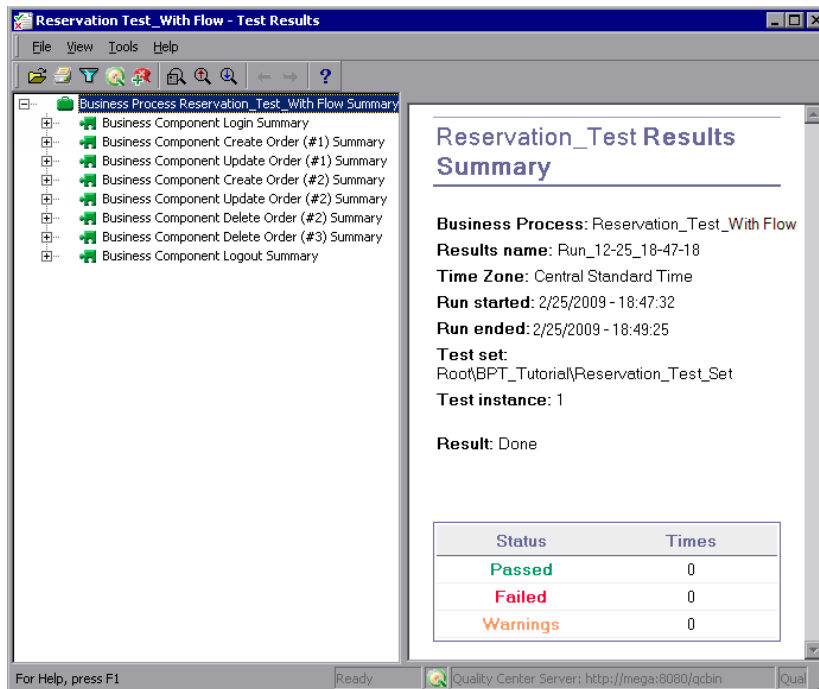 Reservation Test_With Flow - Test Results
File View Tools Help
?
Business Process Reservation_Test_With Flow Summary
Business Component Login Summary
Business Component Create Order (#1) Summary
Business Component Update Order (#1) Summary
Business Component Create Order (#2) Summary
Business Component Update Order (#2) Summary
Business Component Delete Order (#2) Summary
Business Component Delete Order (#3) Summary
Business Component Logout Summary
Reservation_Test Results
Summary
Business Process: Reservation_Test_With Flow
Results name: Run_12-25_18-47-18
Time Zone: Central Standard Time
Run started: 2/25/2009 - 18:47:32
Run ended: 2/25/2009 - 18:49:25
Test set:
Root\BPT_Tutorial\Reservation_Test_Set
Test instance: 1
Result: Done
Status Times
Passed 0
Failed 0
Warnings 0
For Help, press F1 Ready Quality Center Server: http://mega:8080/qcbin Qual